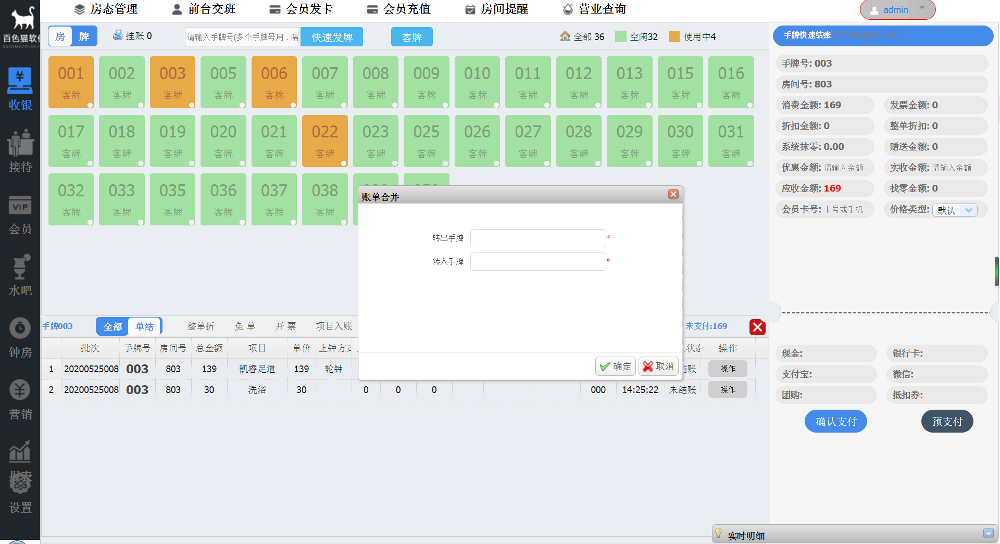 百色猫软件
房态管理 前台交班 会员发卡 会员充值 房间提醒 营业查询 admin
房 牌 挂账 0 请输入手牌号(多个手牌号用 . 隔 快速发牌 客牌 全部 36 空闲32 使用中4
001 002 003 005 006 007 008 009 010 011 012 013 015 016
客牌 客牌 客牌 客牌 客牌 客牌 客牌 客牌 客牌 客牌 客牌 客牌 客牌 客牌
017 018 019 020 021 022 023 025 026 027 028 029 030 031
客牌 客牌 客牌 客牌 客牌 客牌 客牌 客牌 客牌 客牌 客牌 客牌 客牌 客牌
032 033 035 036 037 038
客牌 客牌 客牌 客牌 客牌 客牌
收银
接待
VIP
会员
水吧
钟房
营销
报表
设置
账单合并
转出手牌 *
转入手牌 *
确定 取消
手牌003 全部 单结 整单折 免 单 开 票 项目入账 未支付:169
批次 手牌号 房间号 总金额 项目 单价 上钟方式 状态 操作
1 20200525008 003 803 139 凯睿足道 139 轮钟 结账 操作
2 20200525008 003 803 30 洗浴 30 0 0 0 000 14:25:22 未结账 操作
手牌快速结账
手牌号: 003
房间号: 803
消费金额: 169 发票金额: 0
折扣金额: 0 整单折扣: 0
系统抹零: 0.00 赠送金额: 0
优惠金额: 请输入金额 实收金额: 请输入金额
应收金额: 169 找零金额: 0
会员卡号: 卡号或手机 价格类型: 默认
现金: 银行卡:
支付宝: 微信:
团购: 抵扣券:
确认支付 预支付
实时明细